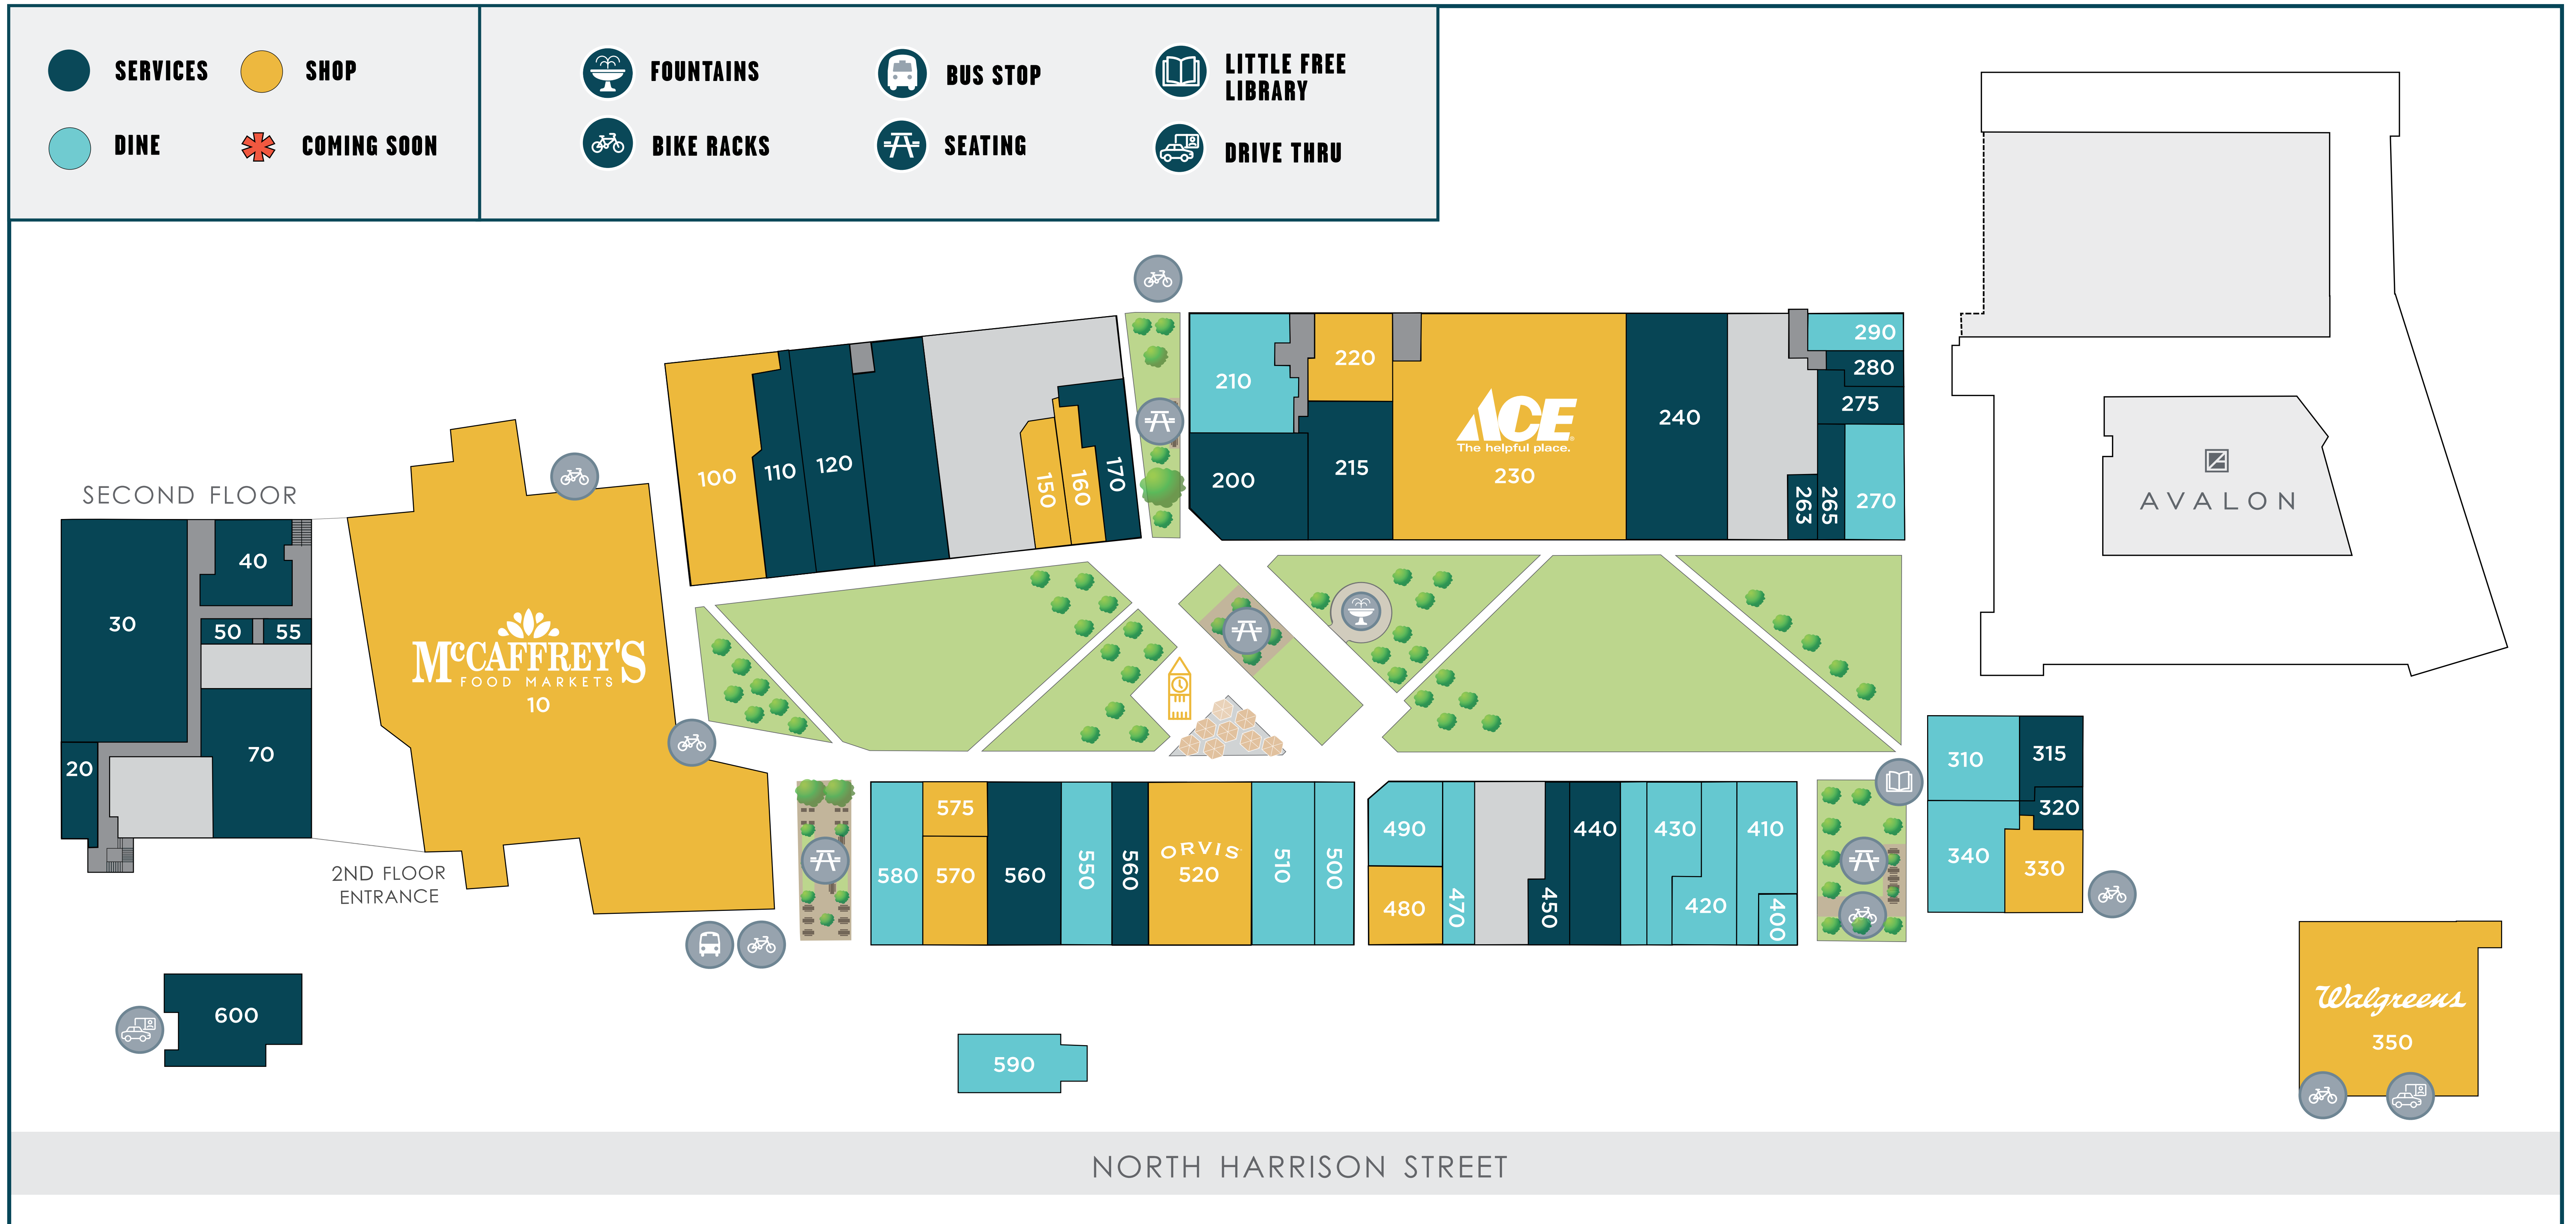 SERVICES
SHOP
DINE
COMING SOON
FOUNTAINS
BUS STOP
LITTLE FREE
LIBRARY
BIKE RACKS
SEATING
DRIVE THRU
SECOND FLOOR
40
30
50
55
70
20
2ND FLOOR
ENTRANCE
McCAFFREY'S
FOOD MARKETS
10
100
110
120
150
160
170
210
220
200
215
ACE
The helpful place.
230
240
290
280
275
263
265
270
AVALON
580
575
570
560
550
560
ORVIS
520
510
500
490
480
470
450
440
430
420
410
400
310
315
320
340
330
Walgreens
350
600
590
NORTH HARRISON STREET